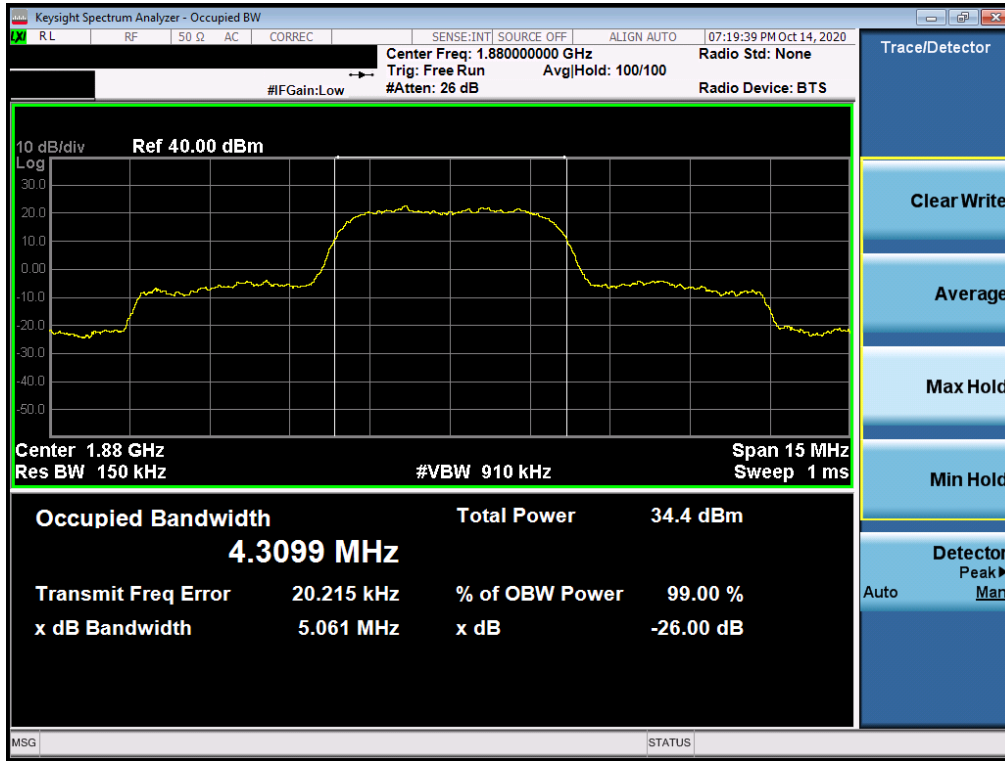 Keysight Spectrum Analyzer - Occupied BW
LXI RL RF 50 Ω AC CORREC SENSE:INT SOURCE OFF ALIGN AUTO 07:19:39 PM Oct 14, 2020
Center Freq: 1.880000000 GHz Radio Std: None
Trig: Free Run Avg|Hold: 100/100
#IFGain:Low #Atten: 26 dB Radio Device: BTS
10 dB/div Ref 40.00 dBm
Log
30.0
20.0
10.0
0.00
-10.0
-20.0
-30.0
-40.0
-50.0
Center 1.88 GHz Span 15 MHz
Res BW 150 kHz #VBW 910 kHz Sweep 1 ms
Occupied Bandwidth Total Power 34.4 dBm
4.3099 MHz
Transmit Freq Error 20.215 kHz % of OBW Power 99.00 %
x dB Bandwidth 5.061 MHz x dB -26.00 dB
MSG STATUS
Trace/Detector
Clear Write
Average
Max Hold
Min Hold
Detector
Peak▶
Auto Man